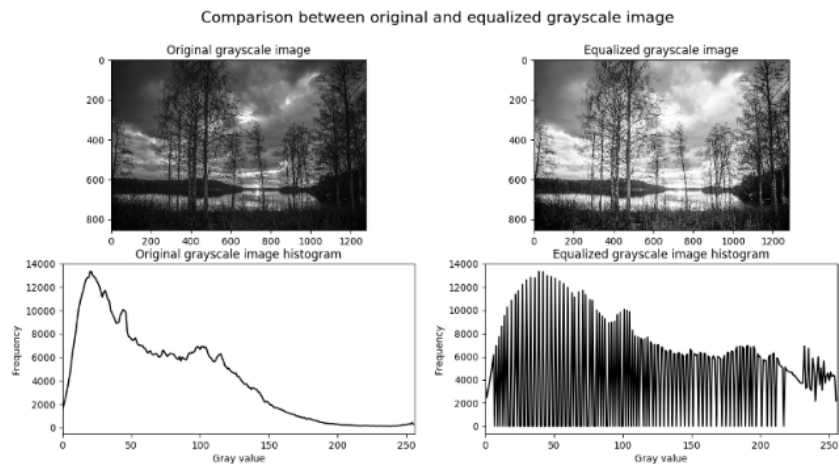 Comparison between original and equalized grayscale image
Original grayscale image
0
200
400
600
800
0 200 400 600 800 1000 1200
Equalized grayscale image
0
200
400
600
800
0 200 400 600 800 1000 1200
Original grayscale image histogram
14000
12000
10000
8000
6000
4000
2000
0
Frequency
0 50 100 150 200 250
Gray value
Equalized grayscale image histogram
14000
12000
10000
8000
6000
4000
2000
0
Frequency
0 50 100 150 200 250
Gray value